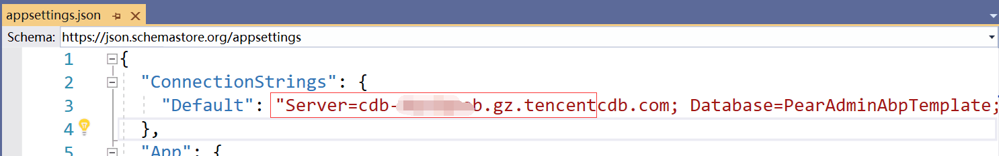 appsettings.json
Schema: https://json.schemastore.org/appsettings
1 {
2 "ConnectionStrings": {
3 "Default": "Server=cdb- b.gz.tencentcdb.com; Database=PearAdminAbpTemplate;
4 },
5 "App": {